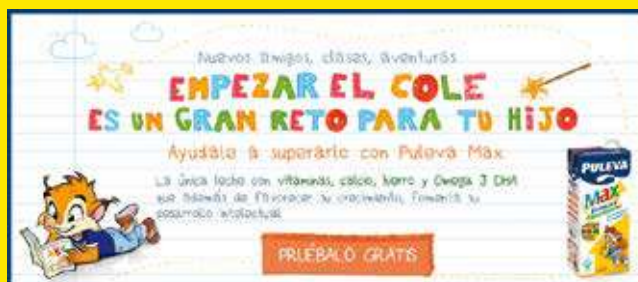 Nuevos amigos, clases, aventuras
EMPEZAR EL COLE
ES UN GRAN RETO PARA TU HIJO
Ayúdale a superarlo con Puleva Max
La única leche con vitaminas, calcio, hierro y Omega 3 DHA
que además de favorecer su crecimiento, fomenta su
desarrollo intelectual
PRUÉBALO GRATIS
PULEVA
Max